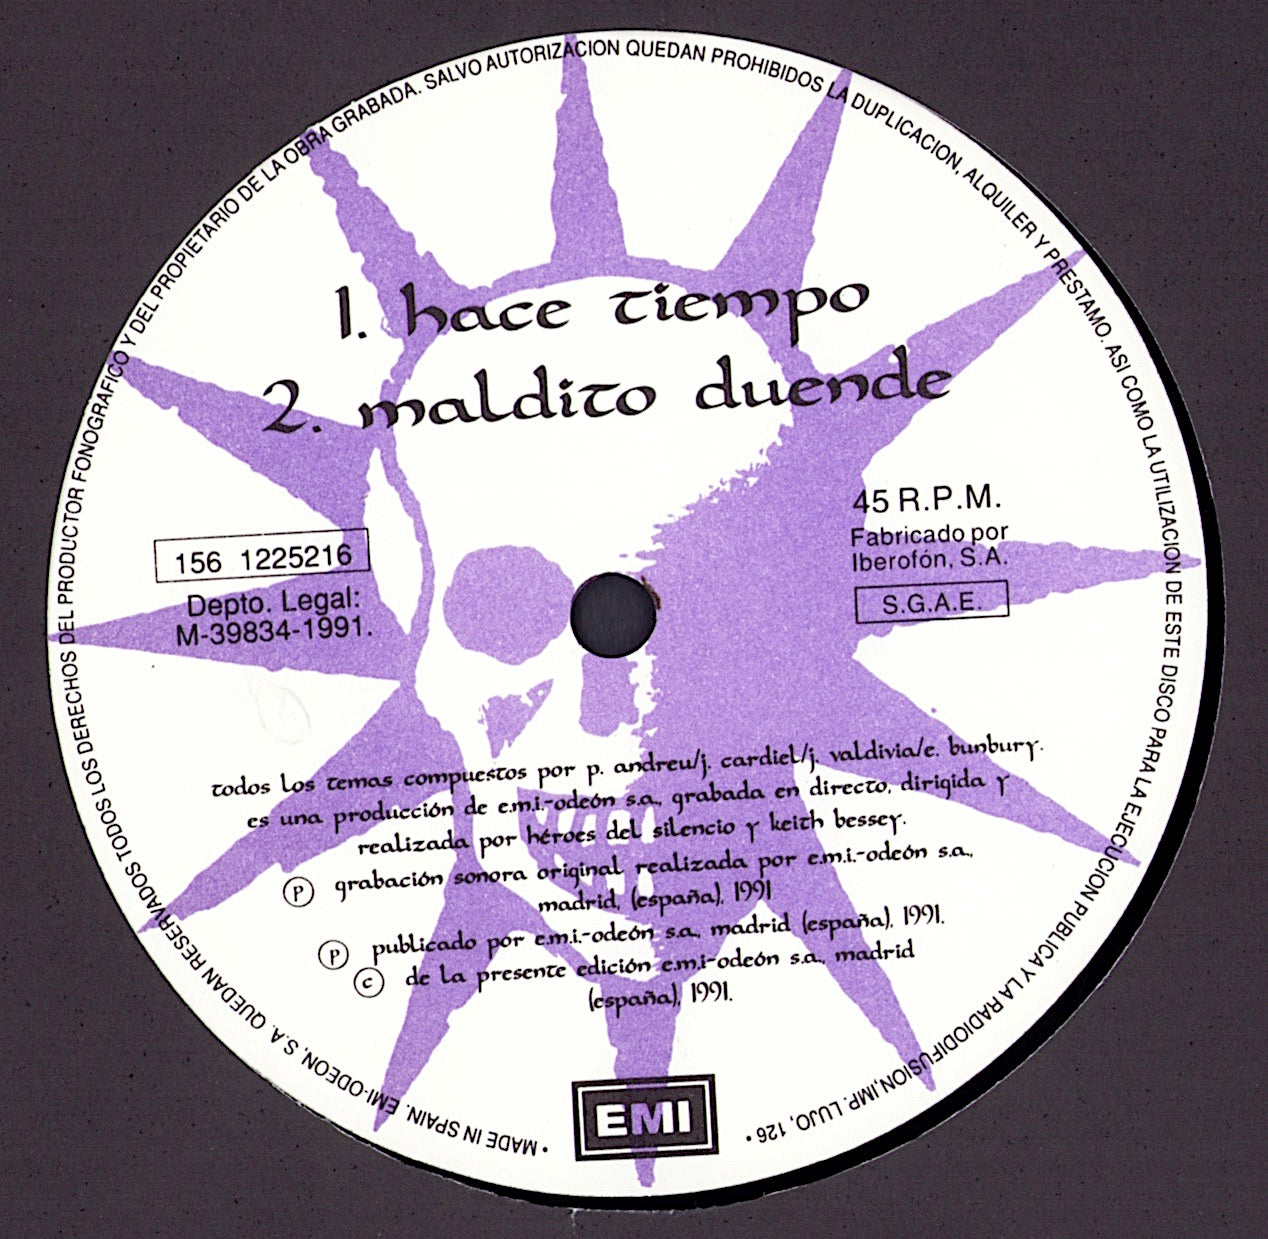 • MADE IN SPAIN. EMI-ODEON, S.A. QUEDAN RESERVADOS TODOS LOS DERECHOS DEL PRODUCTOR FONOGRAFICO Y DEL PROPIETARIO DE LA OBRA GRABADA. SALVO AUTORIZACION QUEDAN PROHIBIDOS LA DUPLICACION, ALQUILER Y PRESTAMO. ASI COMO LA UTILIZACION DE ESTE DISCO PARA LA EJECUCION PUBLICA Y LA RADIODIFUSION.IMP. LUJO, 126 •
1. hace tiempo
2. maldito duende
156 1225216
Depto. Legal:
M-39834-1991.
45 R.P.M.
Fabricado por
Iberofón, S.A.
S.G.A.E.
todos los temas compuestos por p. andreu/j. cardiel/j. valdivia/e. bunbury.
es una producción de e.m.i.-odeón s.a., grabada en directo, dirigida y
realizada por héroes del silencio y keith bessey.
Ⓟ grabación sonora original realizada por e.m.i.-odeón s.a.,
madrid, (españa), 1991
Ⓟ publicado por e.m.i.-odeón s.a., madrid (españa), 1991.
© de la presente edición e.m.i-odeón s.a., madrid
(españa), 1991.
EMI